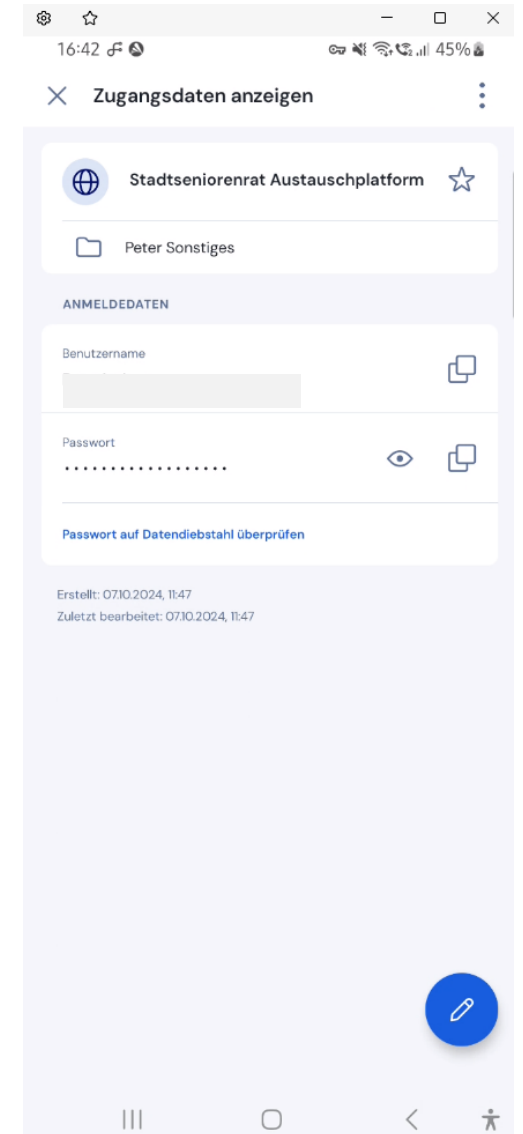 16:42 45%
Zugangsdaten anzeigen
Stadtseniorenrat Austauschplatform
Peter Sonstiges
ANMELDEDATEN
Benutzername
Passwort
••••••••••••••••••
Passwort auf Datendiebstahl überprüfen
Erstellt: 07.10.2024, 11:47
Zuletzt bearbeitet: 07.10.2024, 11:47